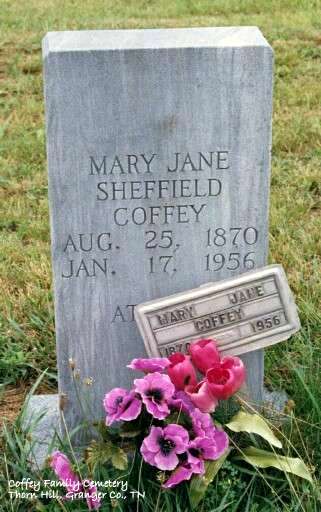 MARY JANE
SHEFFIELD
COFFEY
AUG. 25, 1870
JAN. 17, 1956
AT
MARY JANE
COFFEY
1870 1956
Coffey Family Cemetery
Thorn Hill, Granger Co., TN